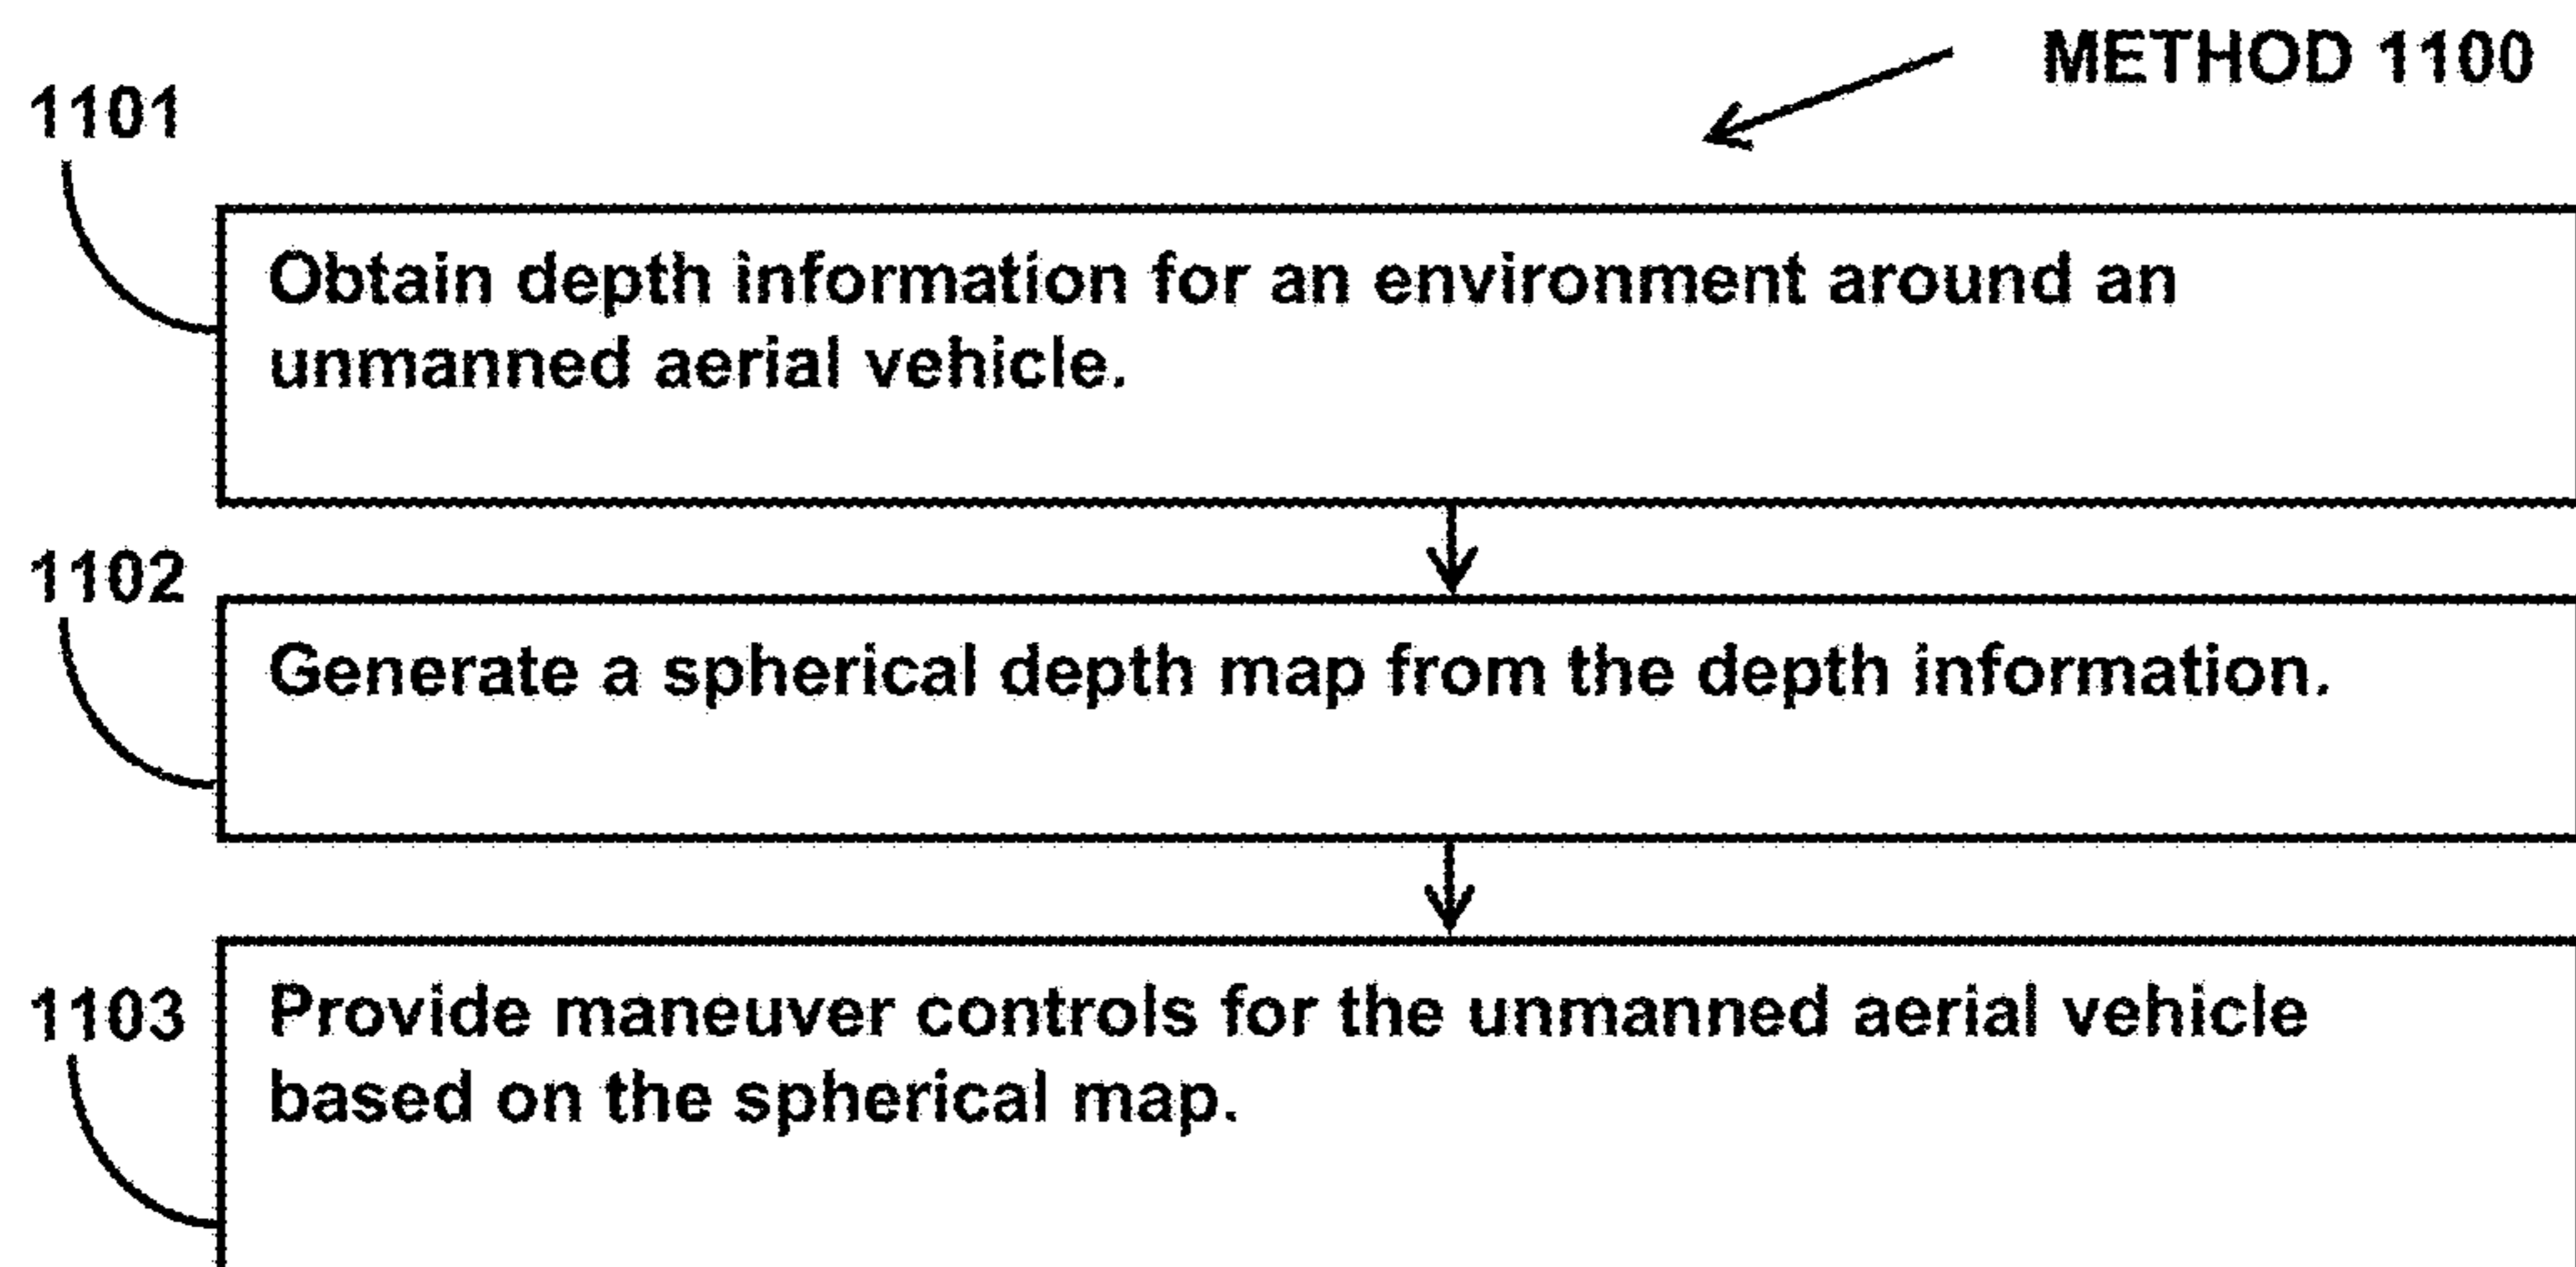 METHOD 1100
1101
Obtain depth information for an environment around an
unmanned aerial vehicle.
1102
Generate a spherical depth map from the depth information.
1103
Provide maneuver controls for the unmanned aerial vehicle
based on the spherical map.